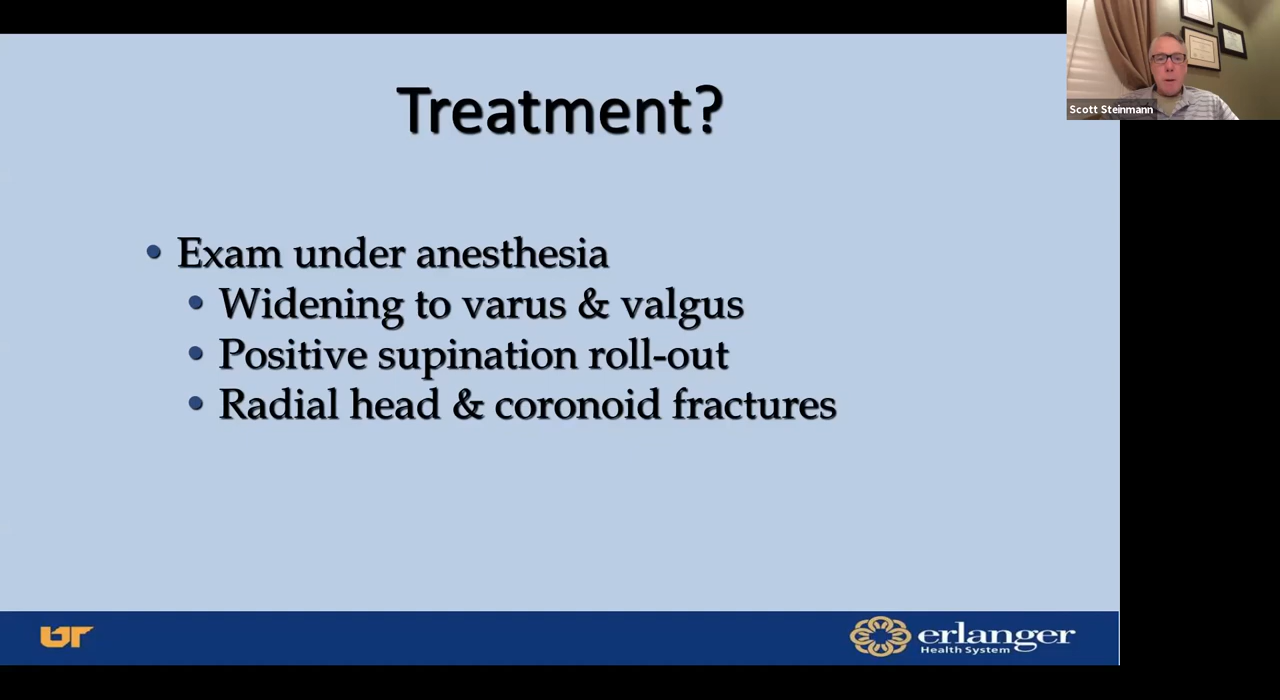 Treatment?
Scott Steinmann
• Exam under anesthesia
• Widening to varus & valgus
• Positive supination roll-out
• Radial head & coronoid fractures
UT
erlanger
Health System